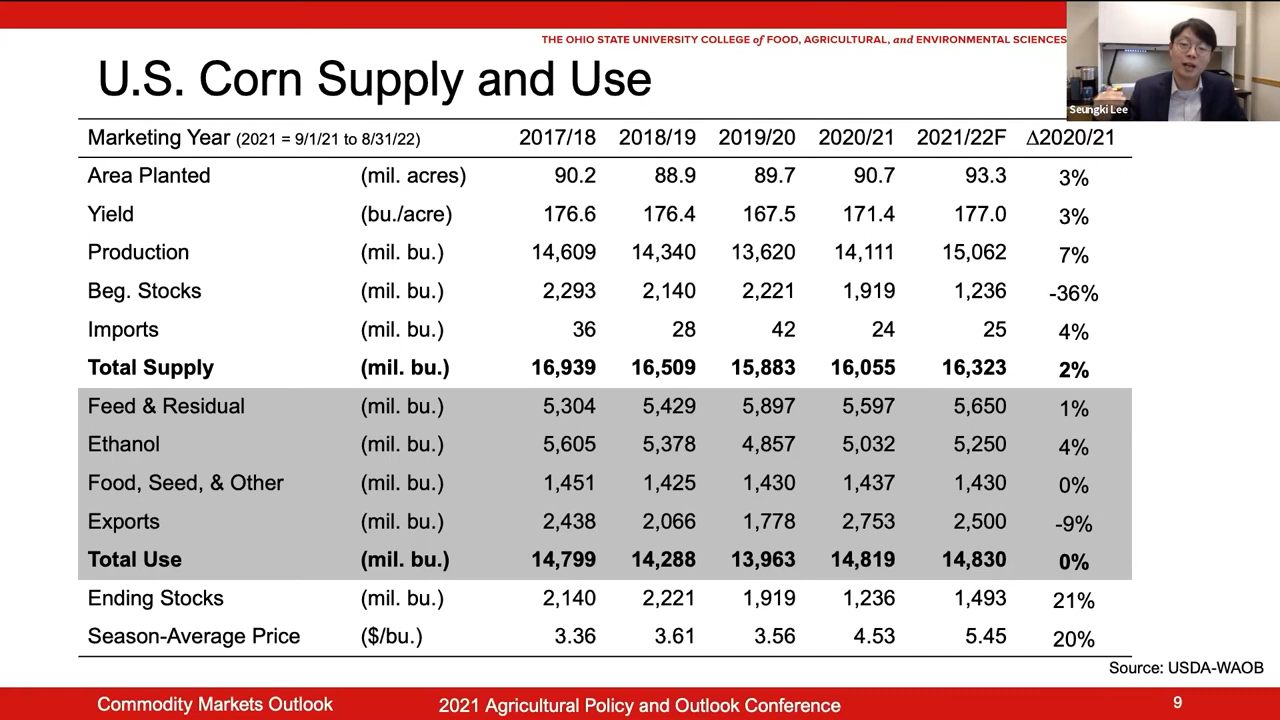 THE OHIO STATE UNIVERSITY COLLEGE of FOOD, AGRICULTURAL, and ENVIRONMENTAL SCIENCES
Seungki Lee
U.S. Corn Supply and Use
Marketing Year (2021 = 9/1/21 to 8/31/22) 2017/18 2018/19 2019/20 2020/21 2021/22F Δ2020/21
Area Planted (mil. acres) 90.2 88.9 89.7 90.7 93.3 3%
Yield (bu./acre) 176.6 176.4 167.5 171.4 177.0 3%
Production (mil. bu.) 14,609 14,340 13,620 14,111 15,062 7%
Beg. Stocks (mil. bu.) 2,293 2,140 2,221 1,919 1,236 -36%
Imports (mil. bu.) 36 28 42 24 25 4%
Total Supply (mil. bu.) 16,939 16,509 15,883 16,055 16,323 2%
Feed & Residual (mil. bu.) 5,304 5,429 5,897 5,597 5,650 1%
Ethanol (mil. bu.) 5,605 5,378 4,857 5,032 5,250 4%
Food, Seed, & Other (mil. bu.) 1,451 1,425 1,430 1,437 1,430 0%
Exports (mil. bu.) 2,438 2,066 1,778 2,753 2,500 -9%
Total Use (mil. bu.) 14,799 14,288 13,963 14,819 14,830 0%
Ending Stocks (mil. bu.) 2,140 2,221 1,919 1,236 1,493 21%
Season-Average Price ($/bu.) 3.36 3.61 3.56 4.53 5.45 20%
Source: USDA-WAOB
Commodity Markets Outlook 2021 Agricultural Policy and Outlook Conference 9